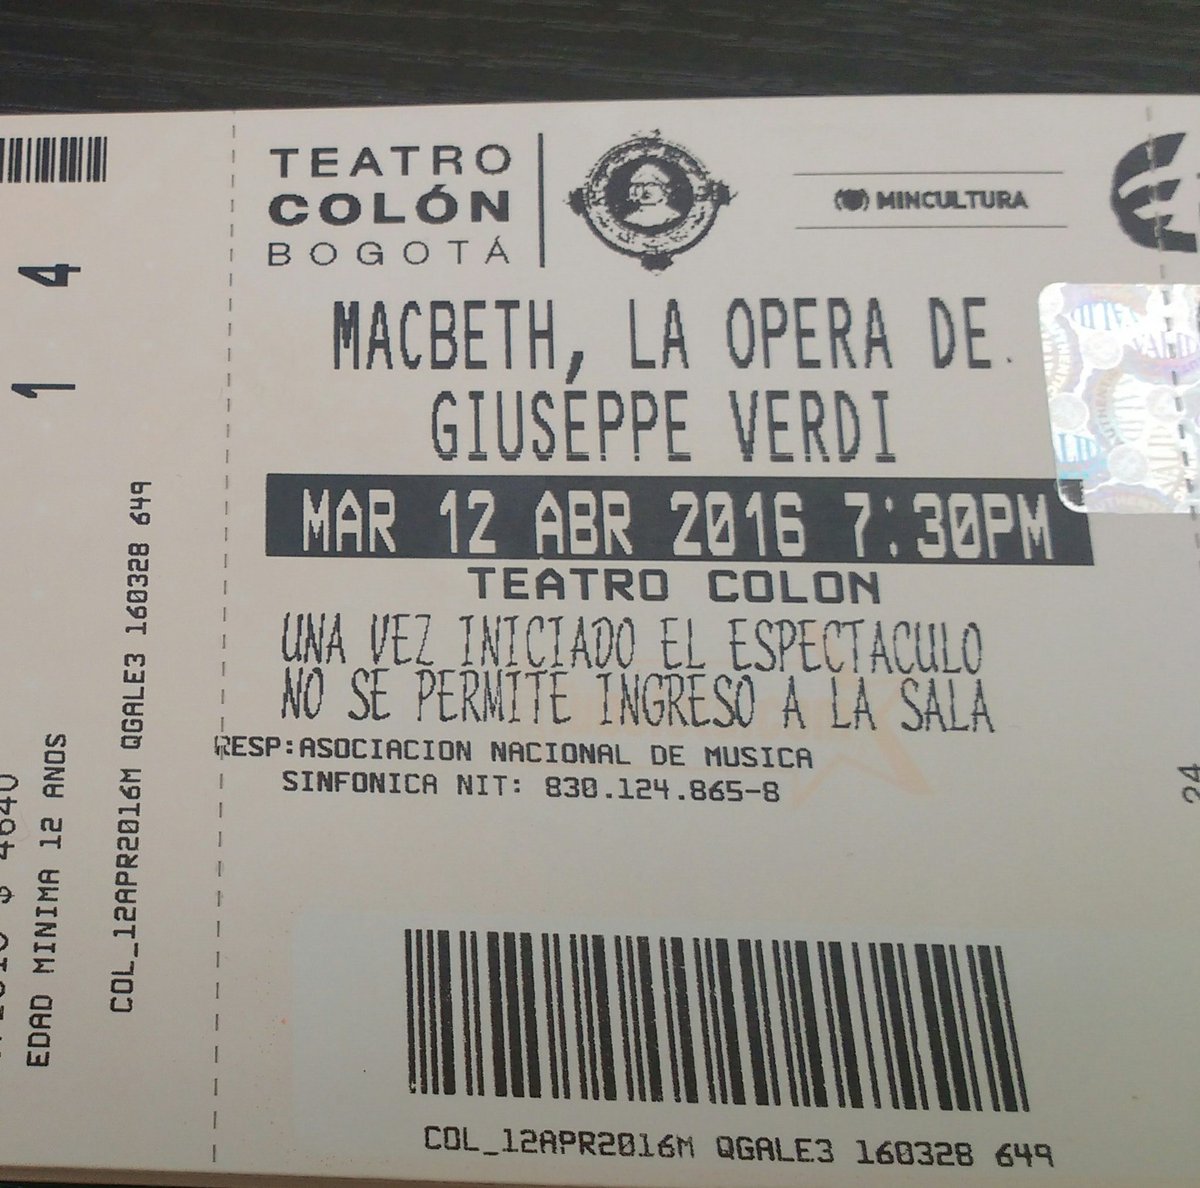 TEATRO
COLÓN
BOGOTÁ
MINCULTURA
MACBETH, LA OPERA DE
GIUSEPPE VERDI
MAR 12 ABR 2016 7:30PM
TEATRO COLON
UNA VEZ INICIADO EL ESPECTACULO
NO SE PERMITE INGRESO A LA SALA
RESP:ASOCIACION NACIONAL DE MUSICA
SINFONICA NIT: 830.124.865-8
COL_12APR2016M QGALE3 160328 649
1 4
$ 4640
EDAD MINIMA 12 ANOS
COL_12APR2016M QGALE3 160328 649
24